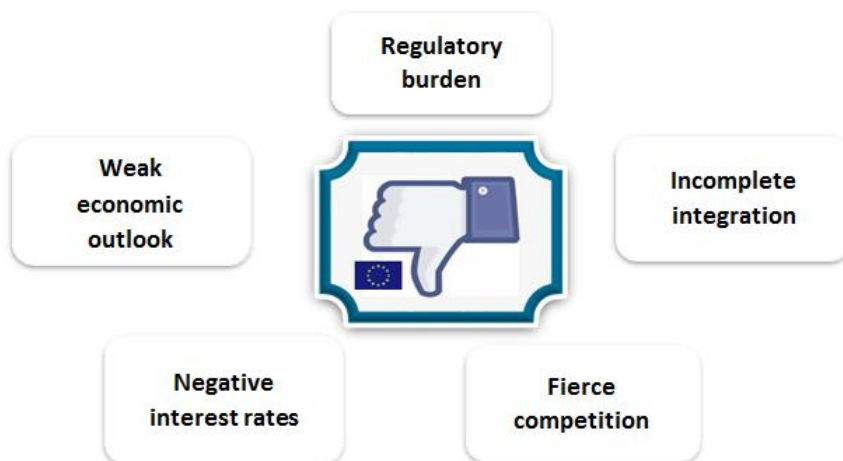 Regulatory
burden
Weak
economic
outlook
Incomplete
integration
Negative
interest rates
Fierce
competition